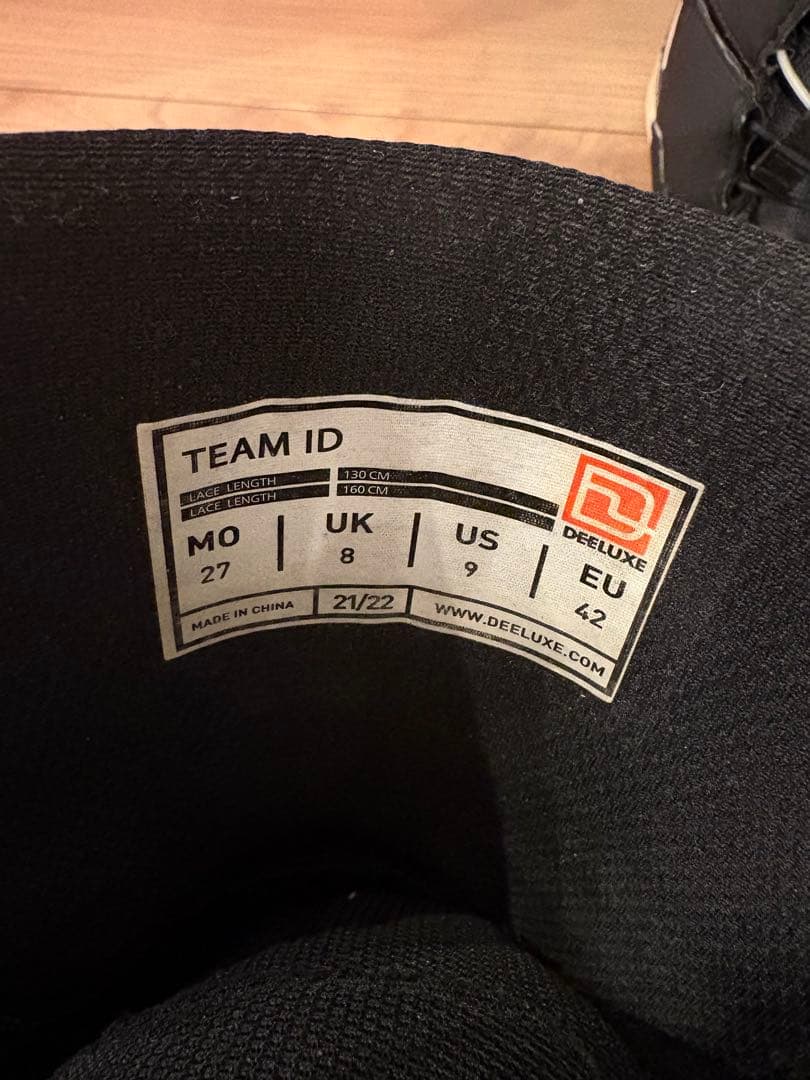 TEAM ID
LACE LENGTH 130 CM
LACE LENGTH 160 CM
MO | UK | US | EU
27 8 9 42
DEELUXE
MADE IN CHINA 21/22 WWW.DEELUXE.COM